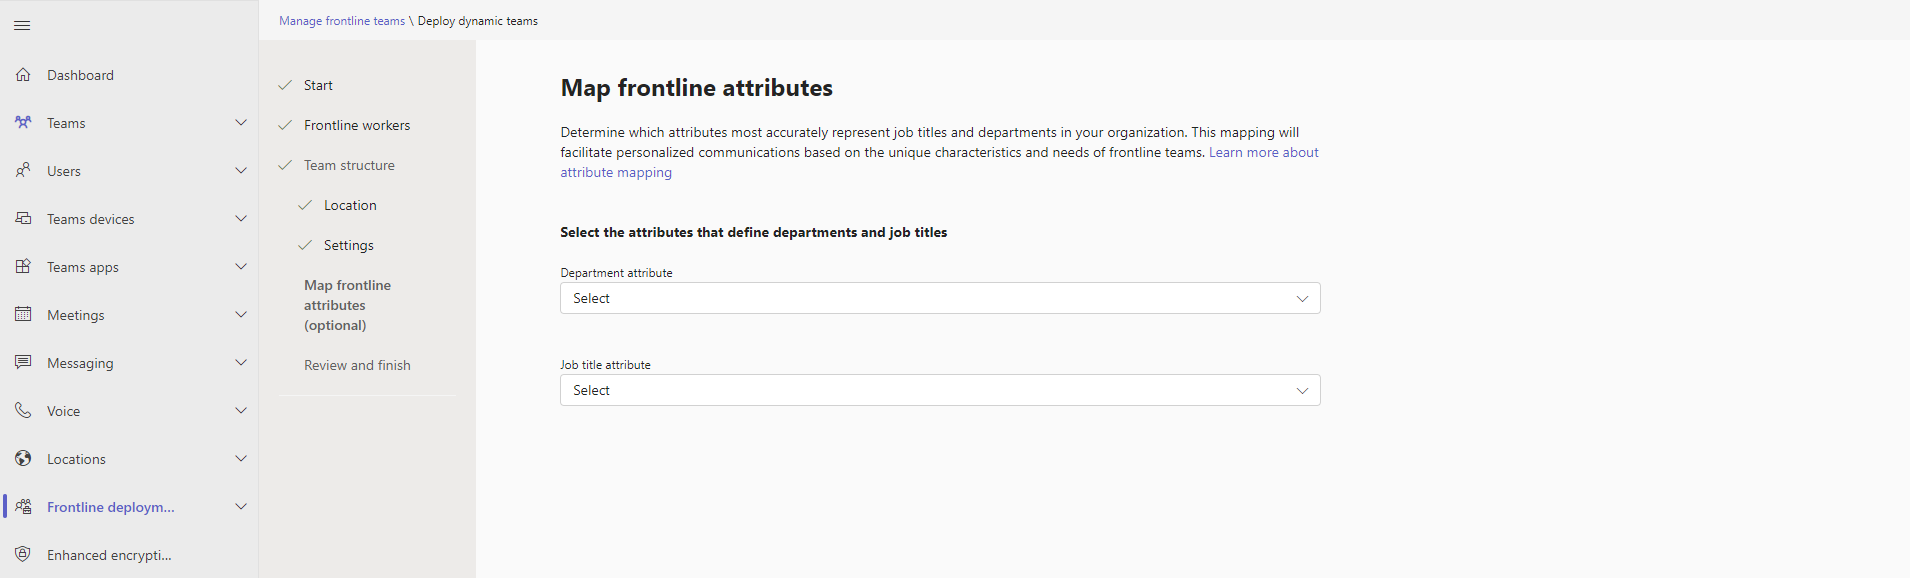 Manage frontline teams \ Deploy dynamic teams
Dashboard
Teams
Users
Teams devices
Teams apps
Meetings
Messaging
Voice
Locations
Frontline deploym...
Enhanced encrypti...
Start
Frontline workers
Team structure
Location
Settings
Map frontline
attributes
(optional)
Review and finish
Map frontline attributes
Determine which attributes most accurately represent job titles and departments in your organization. This mapping will
facilitate personalized communications based on the unique characteristics and needs of frontline teams. Learn more about
attribute mapping
Select the attributes that define departments and job titles
Department attribute
Select
Job title attribute
Select